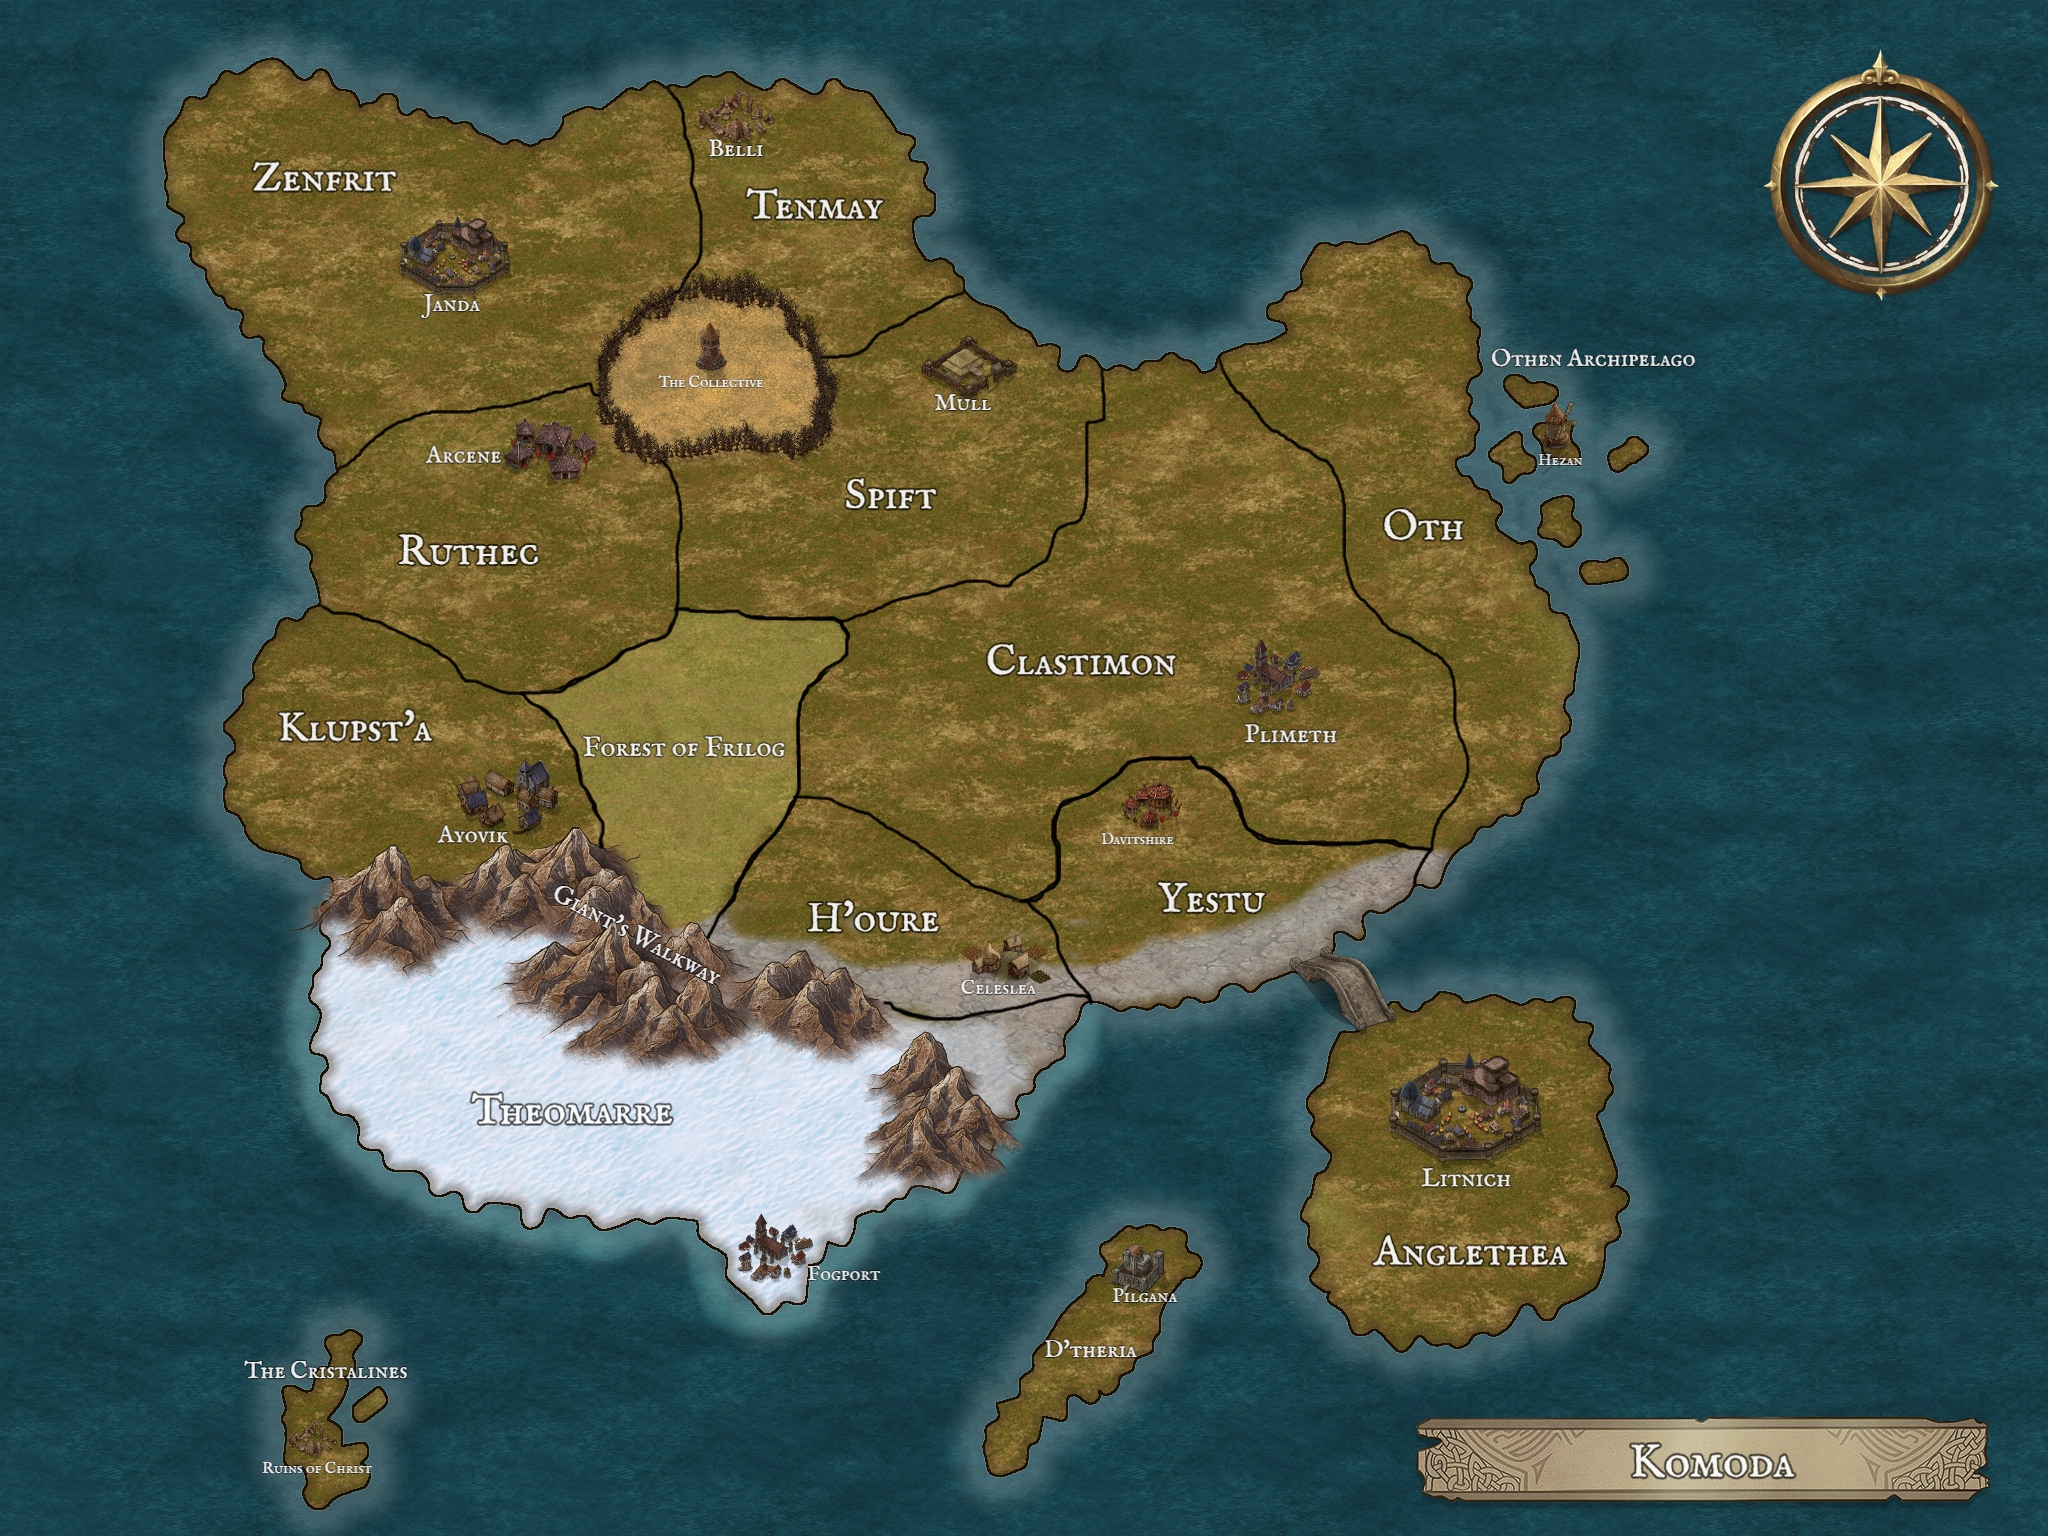 Zenfrit
Belli
Tenmay
Janda
Othen Archipelago
The Collective
Mull
Arcene
Hezan
Spift
Oth
Ruthec
Clastimon
Klupst'a
Plimeth
Forest of Frilog
Ayovik
Davitshire
Giant's Walkway
Yestu
H'oure
Celeslea
Theomarre
Litnich
Anglethea
Fogport
Pilgana
D'theria
The Cristalines
Ruins of Christ
Komoda